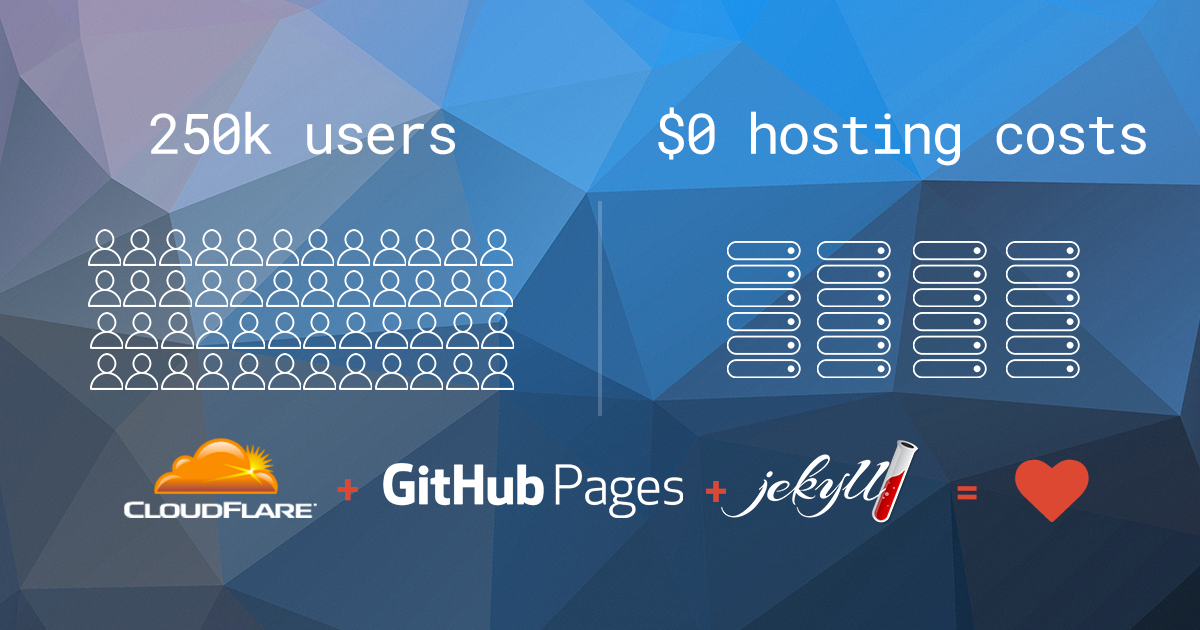 250k users
$0 hosting costs
CLOUDFLARE + GitHub Pages + jekyll =